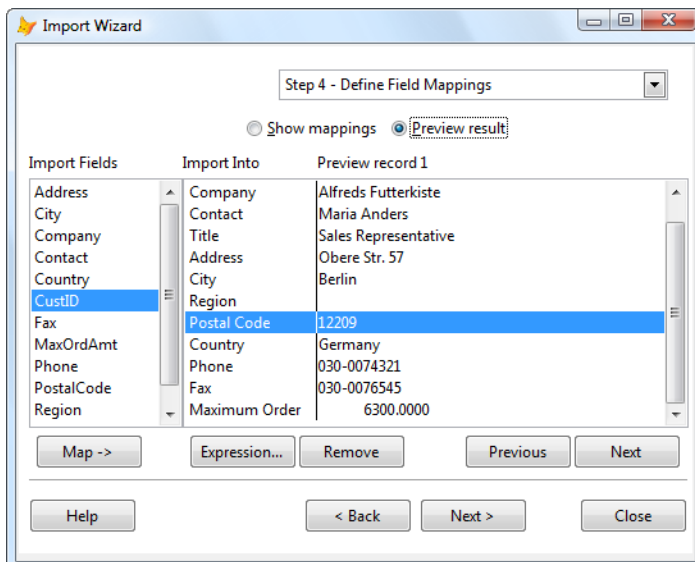 Import Wizard
Step 4 - Define Field Mappings
Show mappings Preview result
Import Fields Import Into Preview record 1
Address Company Alfreds Futterkiste
City Contact Maria Anders
Company Title Sales Representative
Contact Address Obere Str. 57
Country City Berlin
CustID Region
Fax Postal Code 12209
MaxOrdAmt Country Germany
Phone Phone 030-0074321
PostalCode Fax 030-0076545
Region Maximum Order 6300.0000
Map -> Expression... Remove Previous Next
Help < Back Next > Close